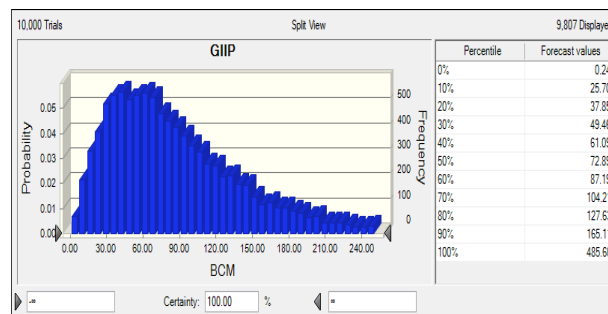 10,000 Trials Split View 9,807 Displaye
GIIP
Percentile Forecast values
0% 0.24
10% 25.70
20% 37.85
30% 49.46
40% 61.09
50% 72.89
60% 87.19
70% 104.2
80% 127.6
90% 165.1
100% 485.68
Probability
0.05
0.04
0.03
0.02
0.01
0.00
500
400
300
200
100
0
Frequency
0.00 30.00 60.00 90.00 120.00 150.00 180.00 210.00 240.00
BCM
-∞ Certainty: 100.00 % ∞